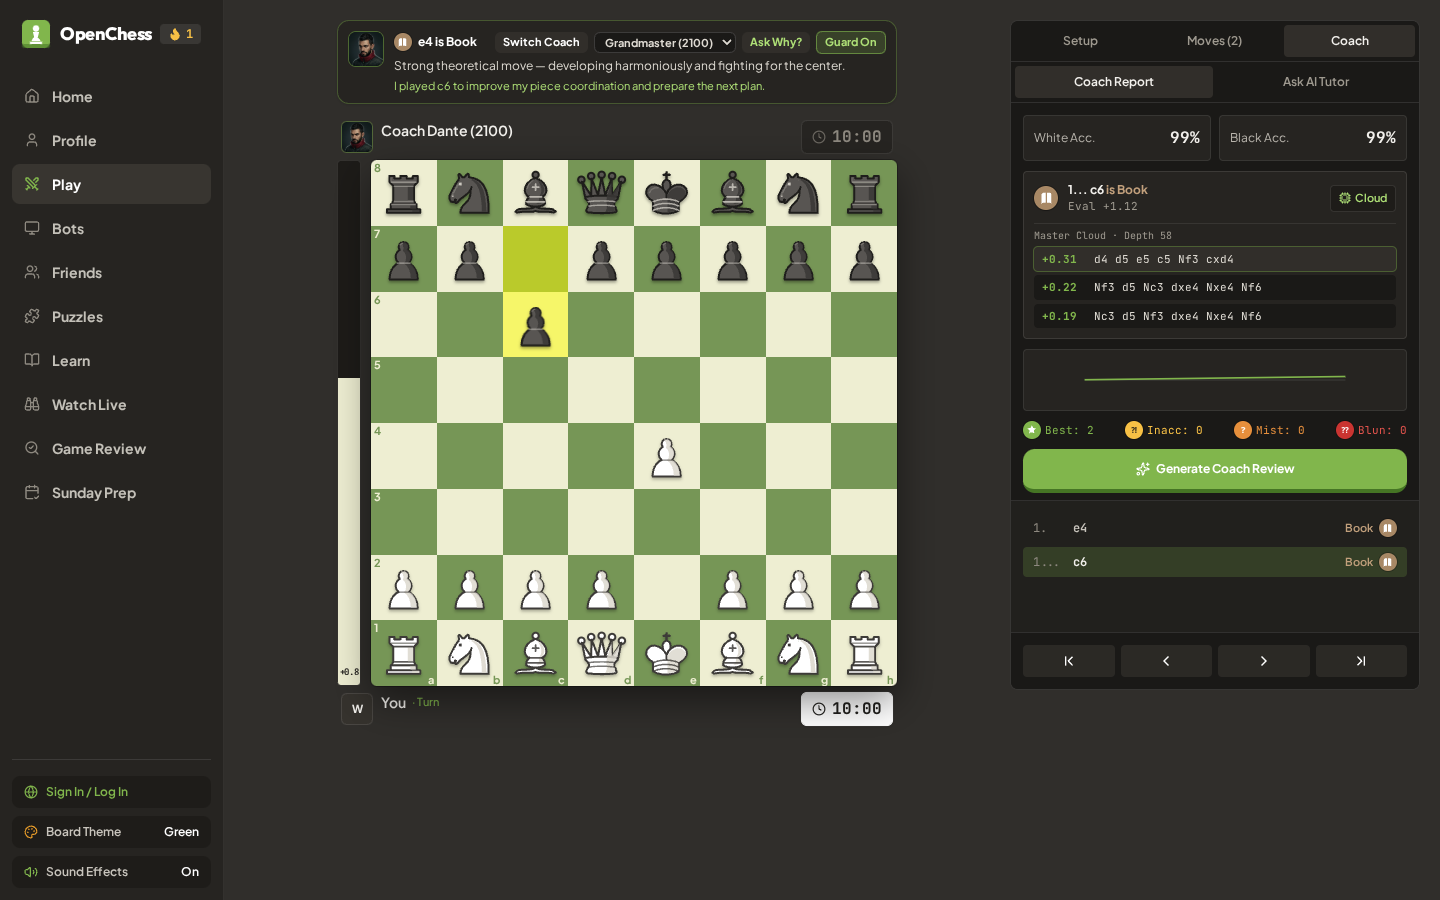 OpenChess 1
Home
Profile
Play
Bots
Friends
Puzzles
Learn
Watch Live
Game Review
Sunday Prep
Sign In / Log In
Board Theme Green
Sound Effects On
e4 is Book Switch Coach Grandmaster (2100) Ask Why? Guard On
Strong theoretical move — developing harmoniously and fighting for the center.
I played c6 to improve my piece coordination and prepare the next plan.
Coach Dante (2100) 10:00
8
7
6
5
4
3
2
1
a b c d e f g h
+0.8
W You · Turn 10:00
Setup Moves (2) Coach
Coach Report Ask AI Tutor
White Acc. 99% Black Acc. 99%
1... c6 is Book
Eval +1.12
Cloud
Master Cloud · Depth 58
+0.31 d4 d5 e5 c5 Nf3 cxd4
+0.22 Nf3 d5 Nc3 dxe4 Nxe4 Nf6
+0.19 Nc3 d5 Nf3 dxe4 Nxe4 Nf6
Best: 2 ?! Inacc: 0 ? Mist: 0 ?? Blun: 0
Generate Coach Review
1. e4 Book
1... c6 Book